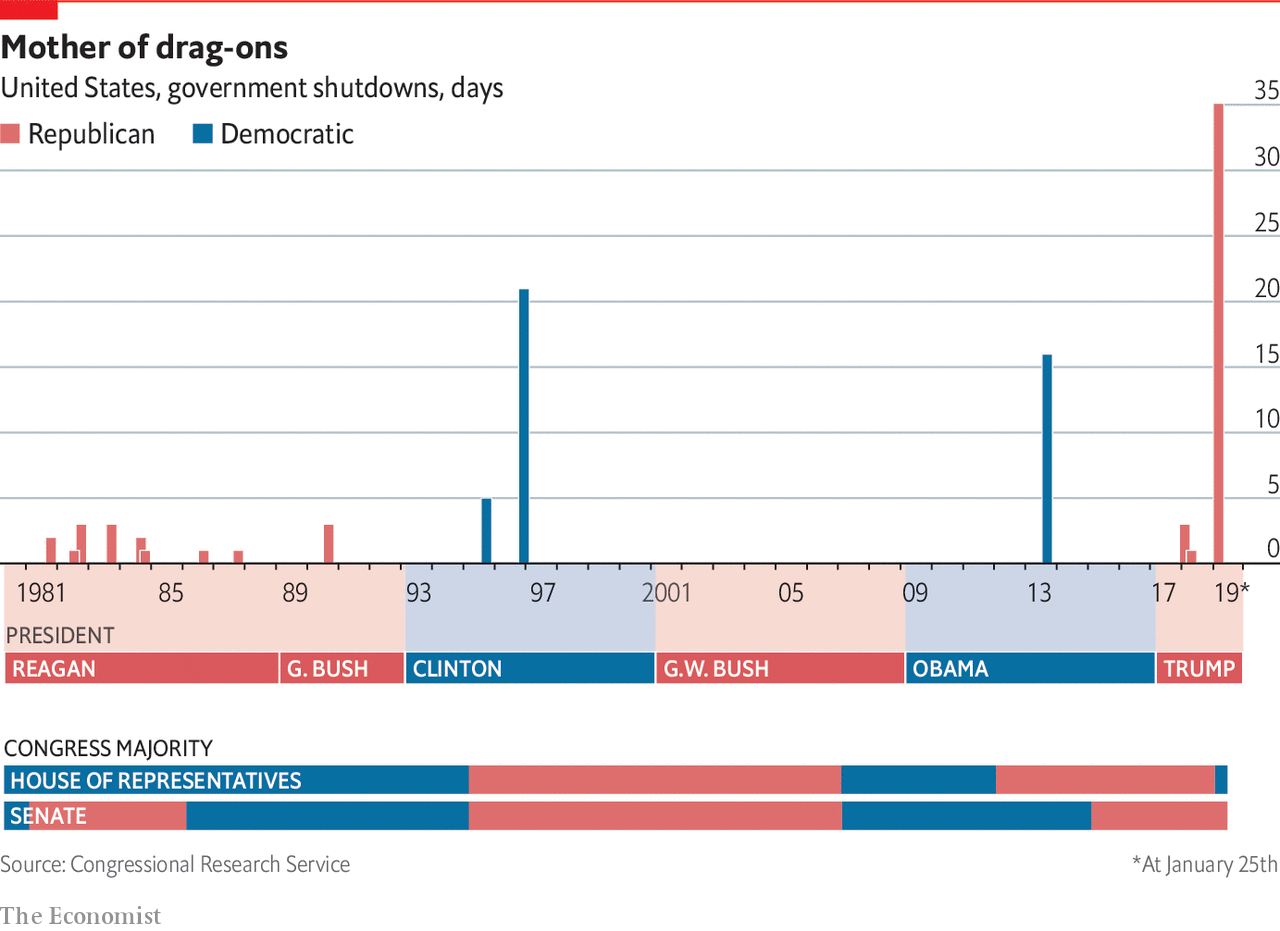 Mother of drag-ons
United States, government shutdowns, days
Republican Democratic
35
30
25
20
15
10
5
0
1981 85 89 93 97 2001 05 09 13 17 19*
PRESIDENT
REAGAN G. BUSH CLINTON G.W. BUSH OBAMA TRUMP
CONGRESS MAJORITY
HOUSE OF REPRESENTATIVES
SENATE
Source: Congressional Research Service *At January 25th
The Economist